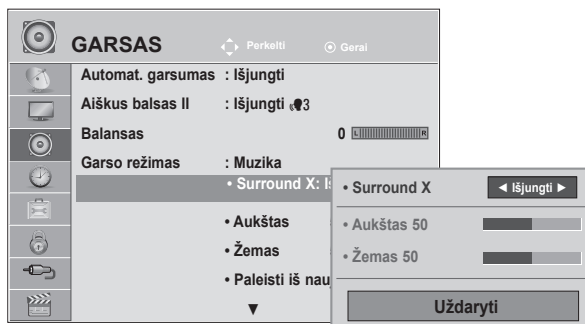 GARSAS Perkelti Gerai
Automat. garsumas : Išjungti
Aiškus balsas II : Išjungti 3
Balansas 0 L R
Garso režimas : Muzika
• Surround X: I
• Aukštas
• Žemas
• Paleisti iš nau
▼
• Surround X ◄ Išjungti ►
• Aukštas 50
• Žemas 50
Uždaryti